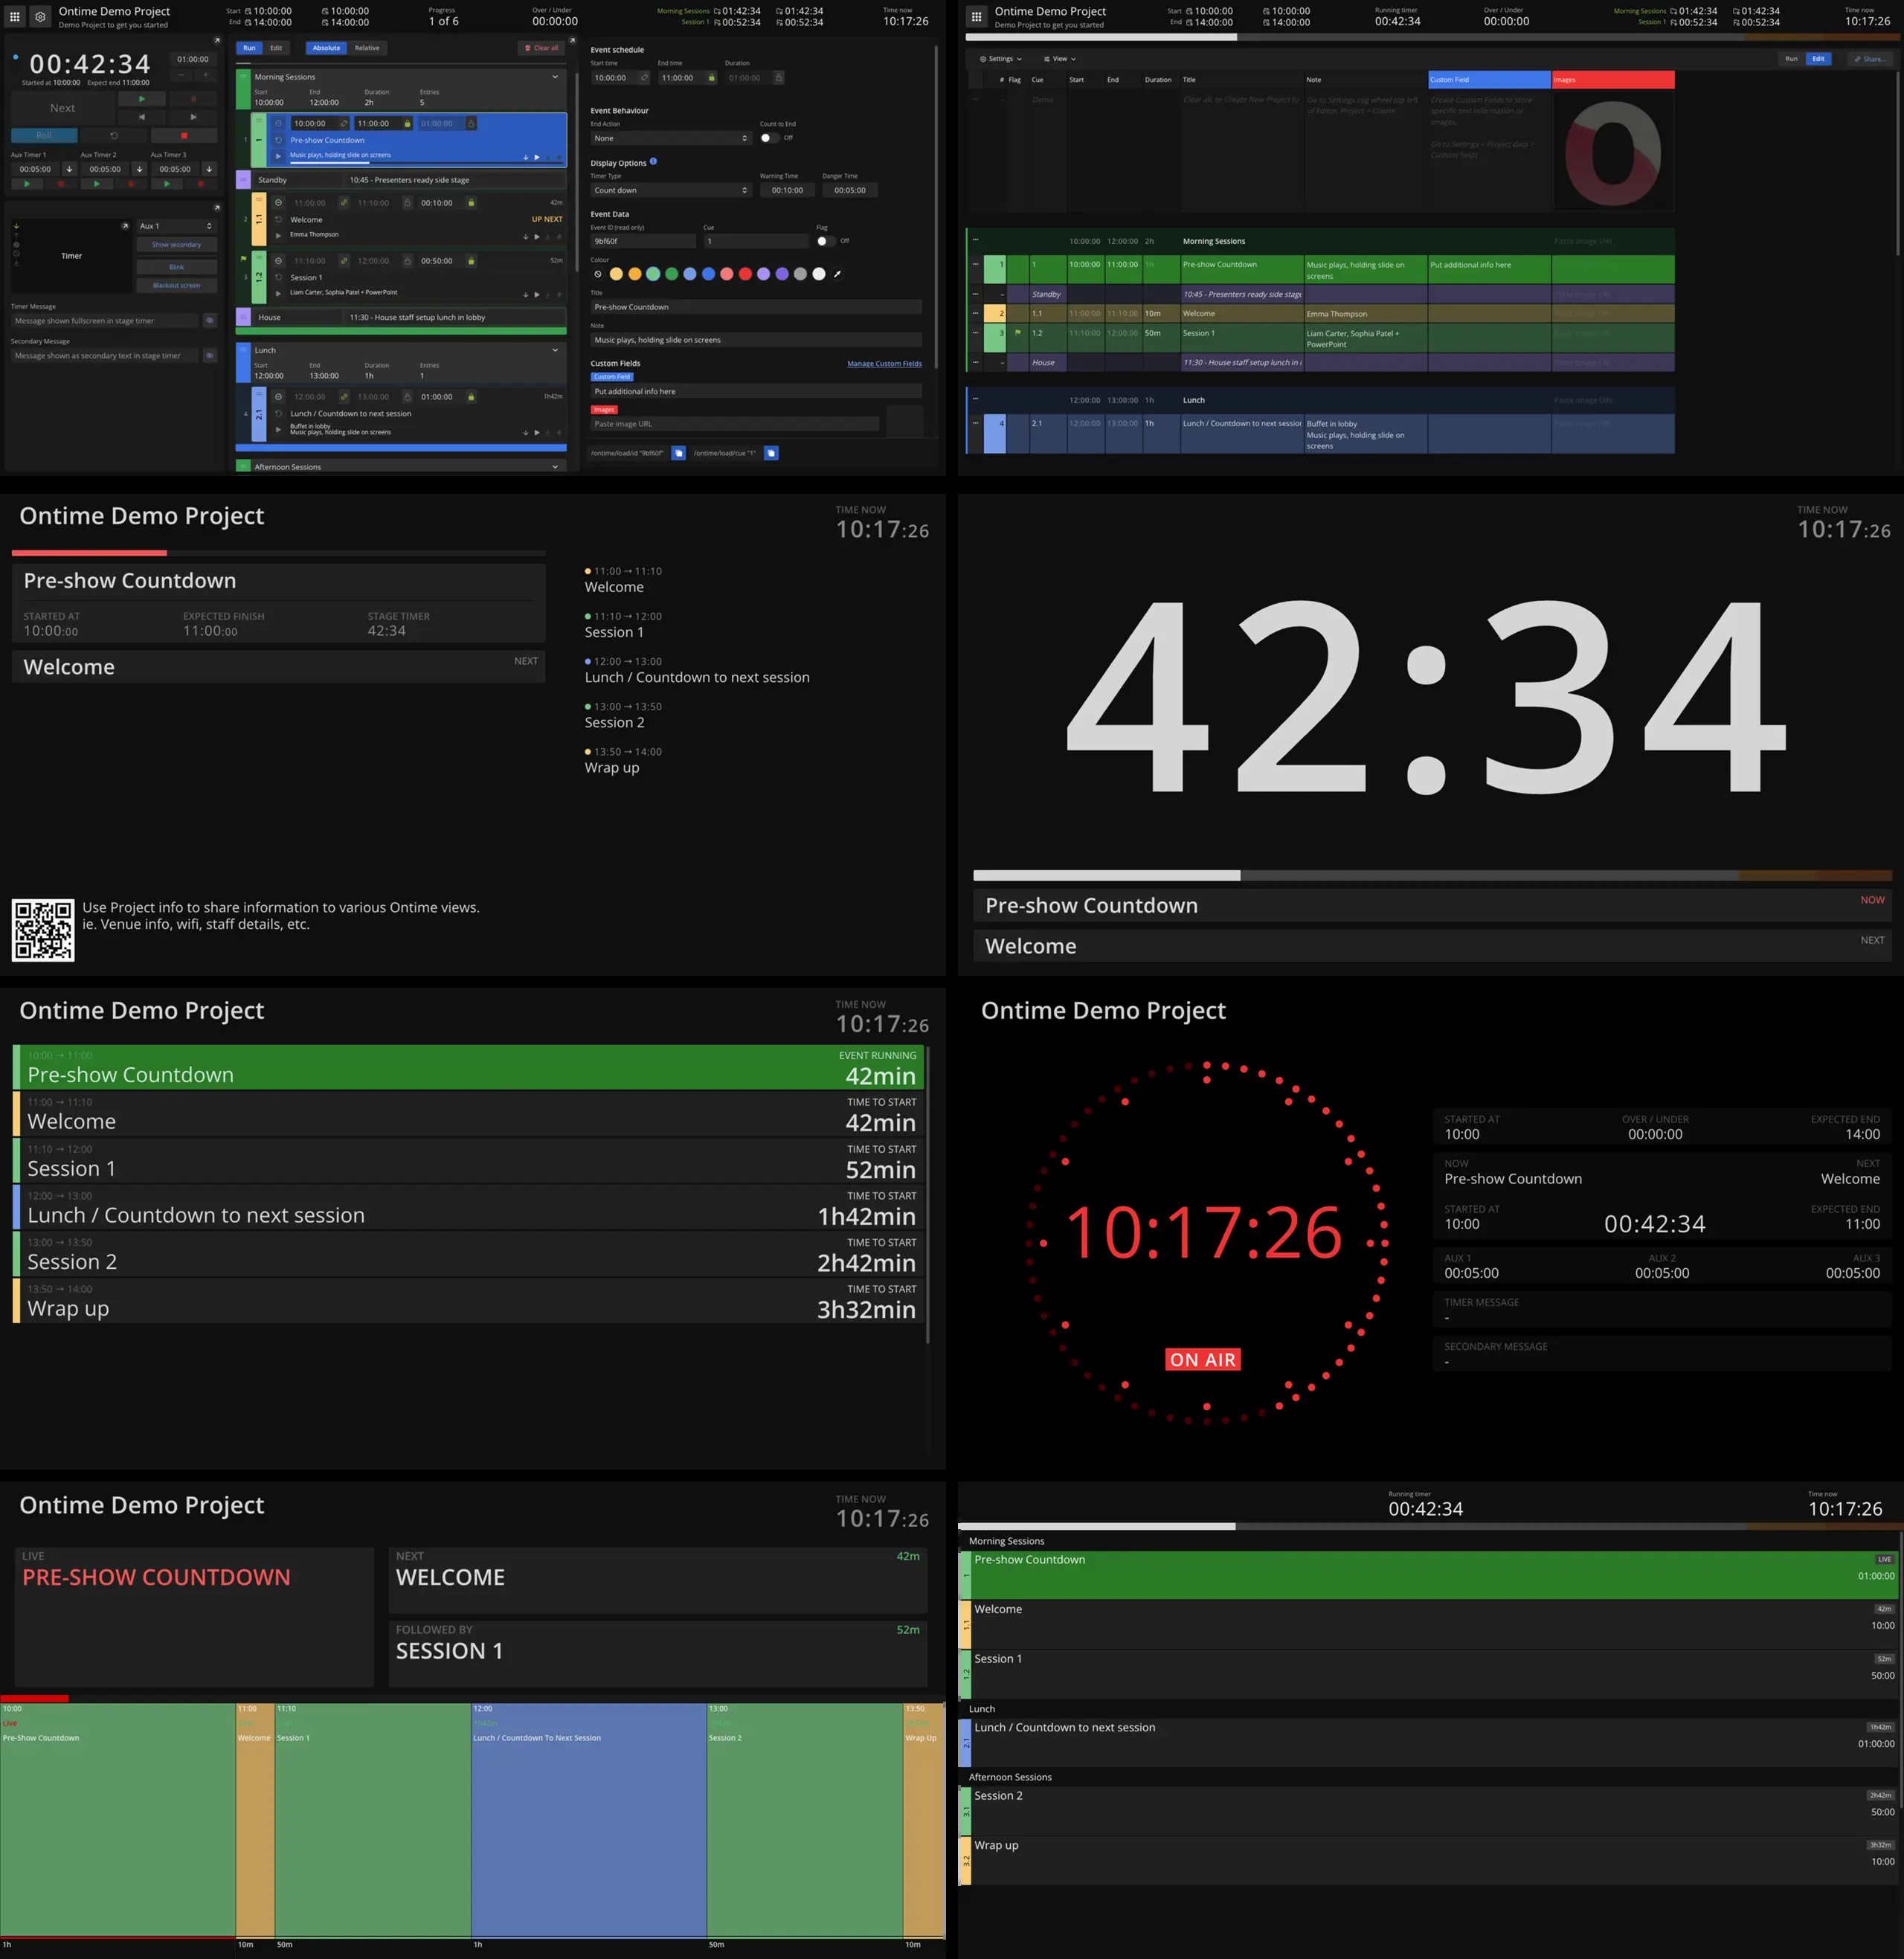 Ontime Demo Project
Demo Project to get you started
Start 10:00:00 10:00:00
End 14:00:00 14:00:00
Progress
1 of 6
Over / Under
00:00:00
Morning Sessions 01:42:34 01:42:34
Session 1 00:52:34 00:52:34
Time now
10:17:26
00:42:34
Started at 10:00:00 Expect end 11:00:00
01:00:00
Next
Roll
Aux Timer 1 Aux Timer 2 Aux Timer 3
00:05:00 00:05:00 00:05:00
Timer
Aux 1
Show secondary
Blink
Blackout screen
Timer Message
Message shown fullscreen in stage timer
Secondary Message
Message shown as secondary text in stage timer
Run Edit Absolute Relative Clear all
Morning Sessions
Start End Duration Entries
10:00:00 12:00:00 2h 5
1 1 10:00:00 11:00:00 01:00:00
Pre-show Countdown
Music plays, holding slide on screens
Standby 10:45 - Presenters ready side stage
2 1.1 11:00:00 11:10:00 00:10:00 42m
Welcome UP NEXT
Emma Thompson
3 1.2 11:10:00 12:00:00 00:50:00 52m
Session 1
Liam Carter, Sophia Patel + PowerPoint
House 11:30 - House staff setup lunch in lobby
Lunch
Start End Duration Entries
12:00:00 13:00:00 1h 1
4 2.1 12:00:00 13:00:00 01:00:00 1h42m
Lunch / Countdown to next session
Buffet in lobby
Music plays, holding slide on screens
Afternoon Sessions
Event schedule
Start time End time Duration
10:00:00 11:00:00 01:00:00
Event Behaviour
End Action Count to End
None Off
Display Options
Timer Type Warning Time Danger Time
Count down 00:10:00 00:05:00
Event Data
Event ID (read only) Cue Flag
9bf60f 1 Off
Colour
Title
Pre-show Countdown
Note
Music plays, holding slide on screens
Custom Fields Manage Custom Fields
Custom Field
Put additional info here
Images
Paste image URL
/ontime/load/id "9bf60f" /ontime/load/cue "1"
Ontime Demo Project
Demo Project to get you started
Start 10:00:00 10:00:00
End 14:00:00 14:00:00
Running timer
00:42:34
Over / Under
00:00:00
Morning Sessions 01:42:34 01:42:34
Session 1 00:52:34 00:52:34
Time now
10:17:26
Settings View Run Edit Share...
# Flag Cue Start End Duration Title Note Custom Field Images
Demo Clear all, or Create New Project to Go to Settings cog wheel top left Create Custom Fields to store
of Editor, Project > Create specific text information or
images.
Go to Settings > Project data >
Custom fields
10:00:00 12:00:00 2h Morning Sessions Paste image URL
1 1 10:00:00 11:00:00 1h Pre-show Countdown Music plays, holding slide on Put additional info here
screens
Standby 10:45 - Presenters ready side stage Paste image URL
2 1.1 11:00:00 11:10:00 10m Welcome Emma Thompson Paste image URL
3 1.2 11:10:00 12:00:00 50m Session 1 Liam Carter, Sophia Patel + Paste image URL
PowerPoint
House 11:30 - House staff setup lunch in Paste image URL
12:00:00 13:00:00 1h Lunch Paste image URL
4 2.1 12:00:00 13:00:00 1h Lunch / Countdown to next session Buffet in lobby Paste image URL
Music plays, holding slide on
screens
Ontime Demo Project
TIME NOW
10:17:26
Pre-show Countdown
STARTED AT EXPECTED FINISH STAGE TIMER
10:00:00 11:00:00 42:34
Welcome NEXT
11:00 → 11:10
Welcome
11:10 → 12:00
Session 1
12:00 → 13:00
Lunch / Countdown to next session
13:00 → 13:50
Session 2
13:50 → 14:00
Wrap up
Use Project info to share information to various Ontime views.
ie. Venue info, wifi, staff details, etc.
TIME NOW
10:17:26
42:34
Pre-show Countdown NOW
Welcome NEXT
Ontime Demo Project
TIME NOW
10:17:26
10:00 → 11:00 EVENT RUNNING
Pre-show Countdown 42min
11:00 → 11:10 TIME TO START
Welcome 42min
11:10 → 12:00 TIME TO START
Session 1 52min
12:00 → 13:00 TIME TO START
Lunch / Countdown to next session 1h42min
13:00 → 13:50 TIME TO START
Session 2 2h42min
13:50 → 14:00 TIME TO START
Wrap up 3h32min
Ontime Demo Project
10:17:26
ON AIR
STARTED AT OVER / UNDER EXPECTED END
10:00 00:00:00 14:00
NOW NEXT
Pre-show Countdown Welcome
STARTED AT EXPECTED END
10:00 00:42:34 11:00
AUX 1 AUX 2 AUX 3
00:05:00 00:05:00 00:05:00
TIMER MESSAGE
-
SECONDARY MESSAGE
-
Ontime Demo Project
TIME NOW
10:17:26
LIVE
PRE-SHOW COUNTDOWN
NEXT 42m
WELCOME
FOLLOWED BY 52m
SESSION 1
10:00 11:00 11:10 12:00 13:00 13:50
Live 1h42m
Pre-Show Countdown Welcome Session 1 Lunch / Countdown To Next Session Session 2 Wrap Up
1h 10m 50m 1h 50m 10m
Running timer
00:42:34
Time now
10:17:26
Morning Sessions
1 Pre-show Countdown LIVE
01:00:00
1.1 Welcome 42m
10:00
1.2 Session 1 52m
50:00
Lunch
2.1 Lunch / Countdown to next session 1h42m
01:00:00
Afternoon Sessions
3.1 Session 2 2h42m
50:00
3.2 Wrap up 3h32m
10:00